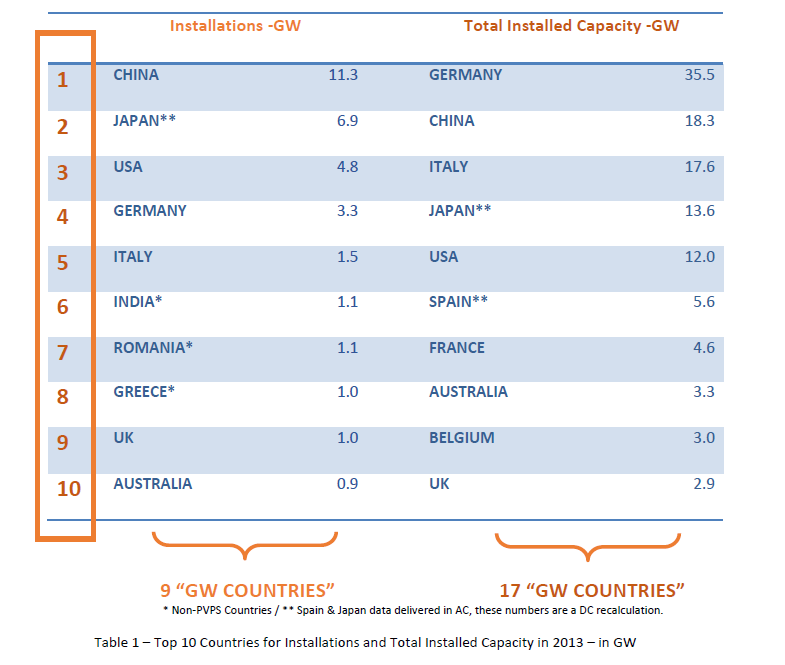 Installations -GW Total Installed Capacity -GW
1 CHINA 11.3 GERMANY 35.5
2 JAPAN** 6.9 CHINA 18.3
3 USA 4.8 ITALY 17.6
4 GERMANY 3.3 JAPAN** 13.6
5 ITALY 1.5 USA 12.0
6 INDIA* 1.1 SPAIN** 5.6
7 ROMANIA* 1.1 FRANCE 4.6
8 GREECE* 1.0 AUSTRALIA 3.3
9 UK 1.0 BELGIUM 3.0
10 AUSTRALIA 0.9 UK 2.9
9 “GW COUNTRIES” 17 “GW COUNTRIES”
* Non-PVPS Countries / ** Spain & Japan data delivered in AC, these numbers are a DC recalculation.
Table 1 – Top 10 Countries for Installations and Total Installed Capacity in 2013 – in GW